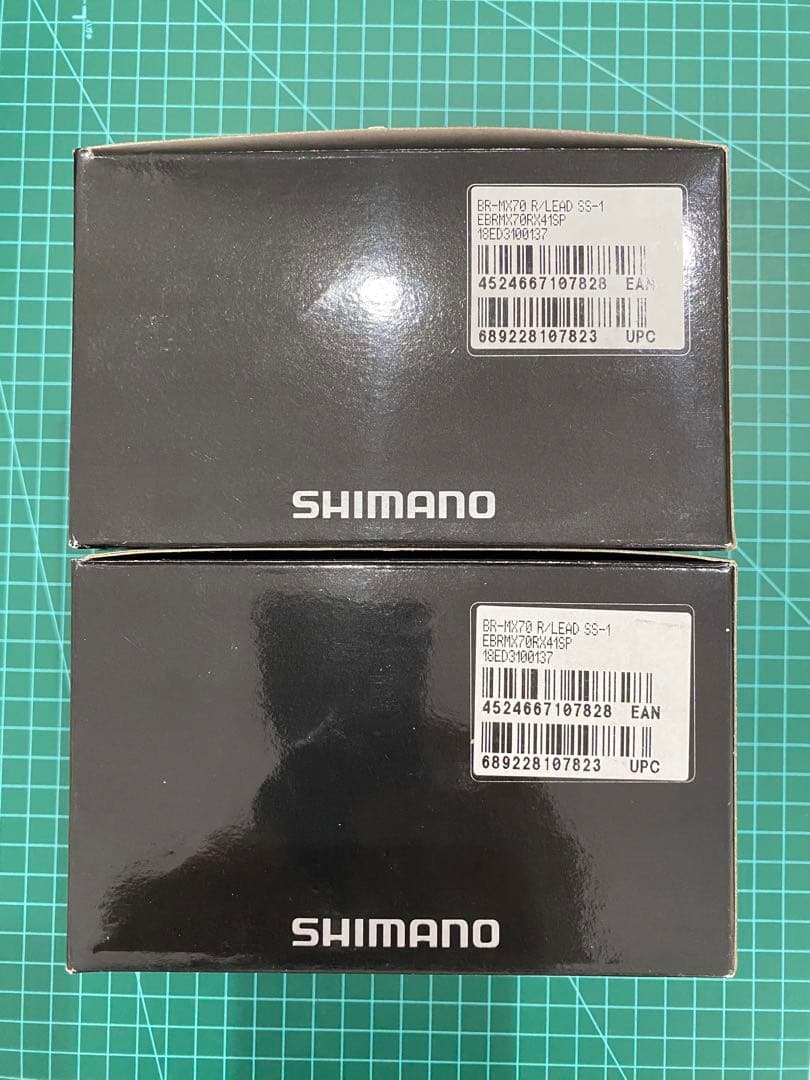 BR-MX70 R/LEAD SS-1
EBRMX70RX41SP
18ED3100137
4524667107828 EAN
689228107823 UPC
SHIMANO
BR-MX70 R/LEAD SS-1
EBRMX70RX41SP
18ED3100137
4524667107828 EAN
689228107823 UPC
SHIMANO